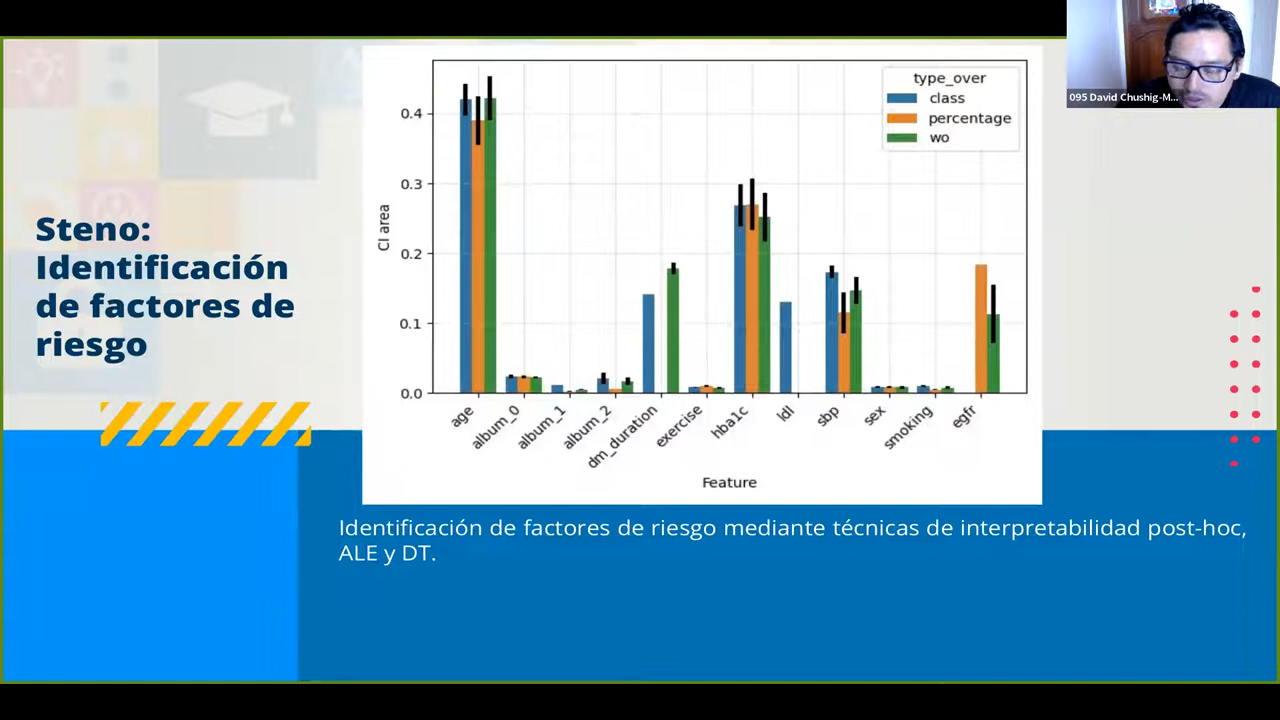 095 David Chushig-M...
Steno:
Identificación
de factores de
riesgo
type_over
class
percentage
wo
CI area
0.4
0.3
0.2
0.1
0.0
age
album_0
album_1
album_2
dm_duration
exercise
hba1c
ldl
sbp
sex
smoking
egfr
Feature
Identificación de factores de riesgo mediante técnicas de interpretabilidad post-hoc,
ALE y DT.